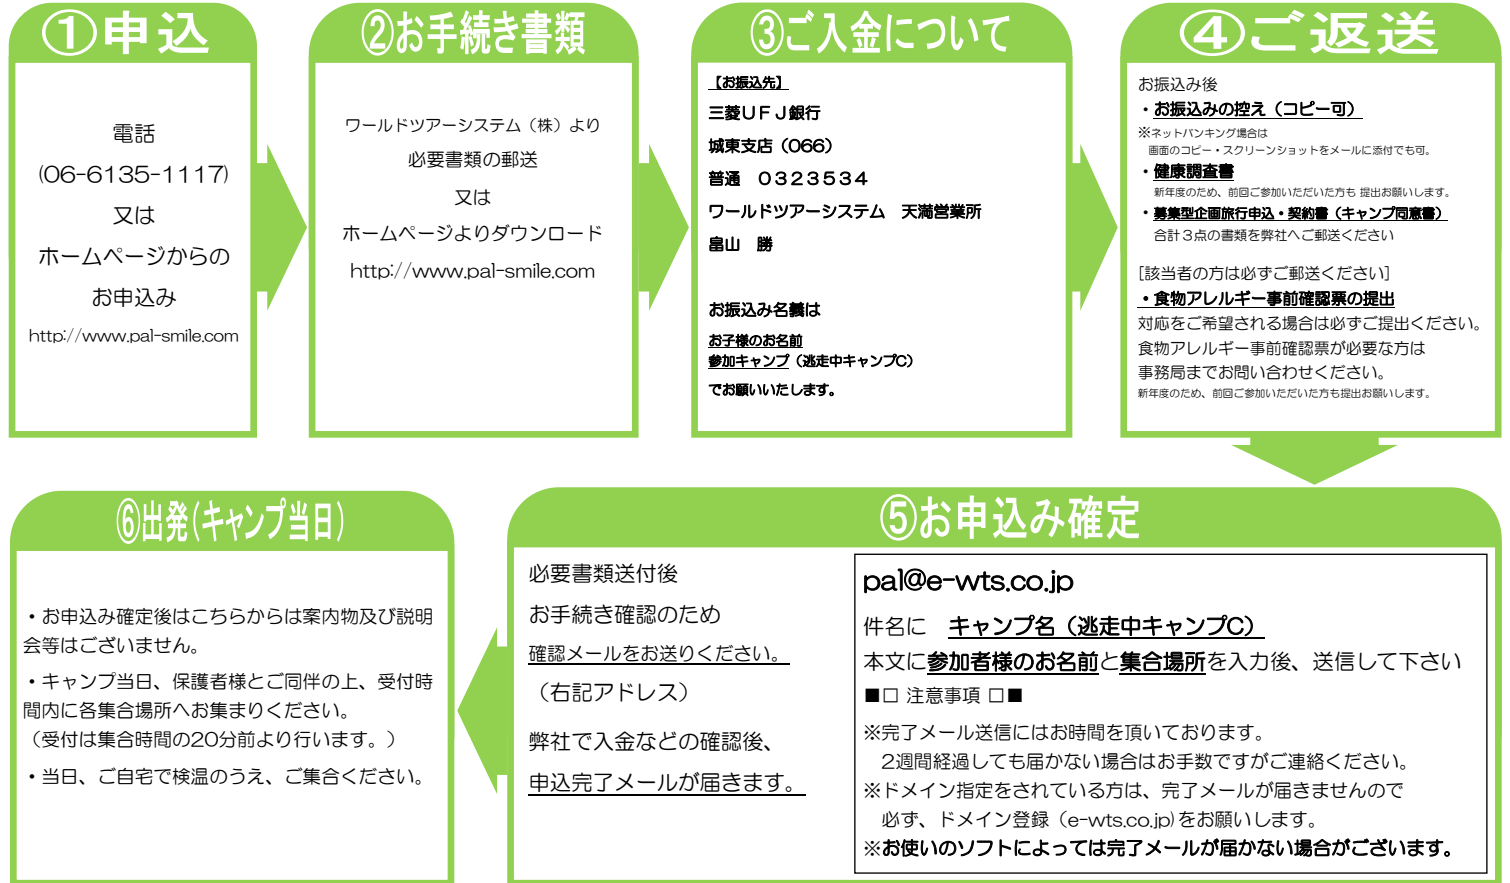 ①申込
電話
(06-6135-1117)
又は
ホームページからの
お申込み
http://www.pal-smile.com
②お手続き書類
ワールドツアーシステム（株）より
必要書類の郵送
又は
ホームページよりダウンロード
http://www.pal-smile.com
③ご入金について
【お振込先】
三菱ＵＦＪ銀行
城東支店（066）
普通　０３２３５３４
ワールドツアーシステム　天満営業所
畠山　勝
お振込み名義は
お子様のお名前
参加キャンプ（逃走中キャンプC）
でお願いいたします。
④ご返送
お振込み後
・お振込みの控え（コピー可）
※ネットバンキング場合は
画面のコピー・スクリーンショットをメールに添付でも可。
・健康調査書
新年度のため、前回ご参加いただいた方も 提出お願いします。
・募集型企画旅行申込・契約書（キャンプ同意書）
合計３点の書類を弊社へご郵送ください
[該当者の方は必ずご郵送ください]
・食物アレルギー事前確認票の提出
対応をご希望される場合は必ずご提出ください。
食物アレルギー事前確認票が必要な方は
事務局までお問い合わせください。
新年度のため、前回ご参加いただいた方も提出お願いします。
⑤お申込み確定
必要書類送付後
お手続き確認のため
確認メールをお送りください。
（右記アドレス）
弊社で入金などの確認後、
申込完了メールが届きます。
pal@e-wts.co.jp
件名に　キャンプ名（逃走中キャンプC）
本文に参加者様のお名前と集合場所を入力後、送信して下さい
■□ 注意事項 □■
※完了メール送信にはお時間を頂いております。
2週間経過しても届かない場合はお手数ですがご連絡ください。
※ドメイン指定をされている方は、完了メールが届きませんので
必ず、ドメイン登録（e-wts.co.jp)をお願いします。
※お使いのソフトによっては完了メールが届かない場合がございます。
⑥出発(キャンプ当日)
・お申込み確定後はこちらからは案内物及び説明
会等はございません。
・キャンプ当日、保護者様とご同伴の上、受付時
間内に各集合場所へお集まりください。
（受付は集合時間の20分前より行います。）
・当日、ご自宅で検温のうえ、ご集合ください。